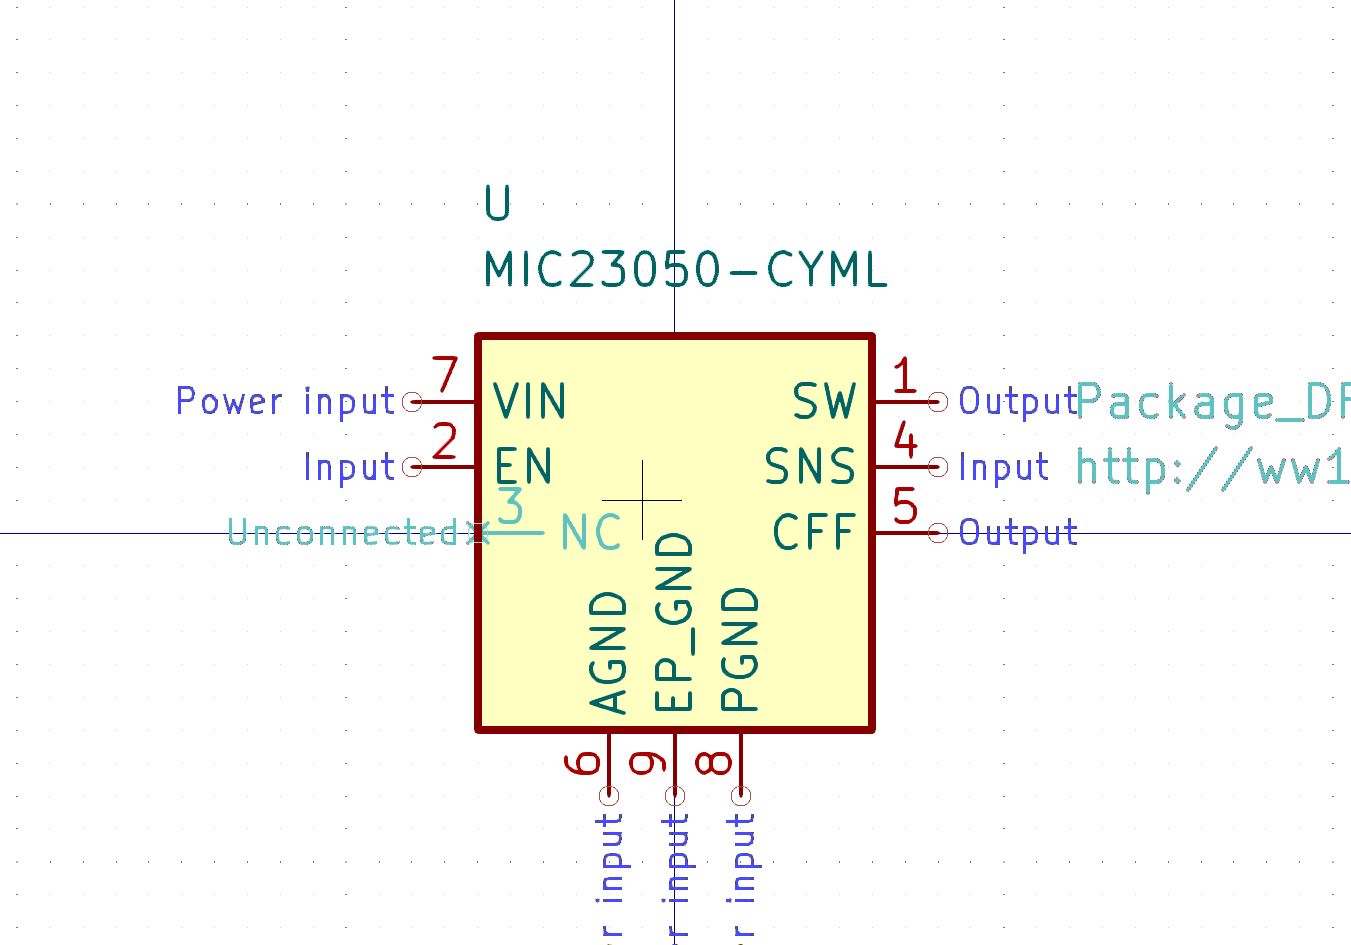 U
MIC23050-CYML
Power input 7 VIN SW 1 Output Package_DF
Input 2 EN SNS 4 Input http://ww1
Unconnected 3 NC CFF 5 Output
AGND EP_GND PGND
6 9 8
r input r input r input